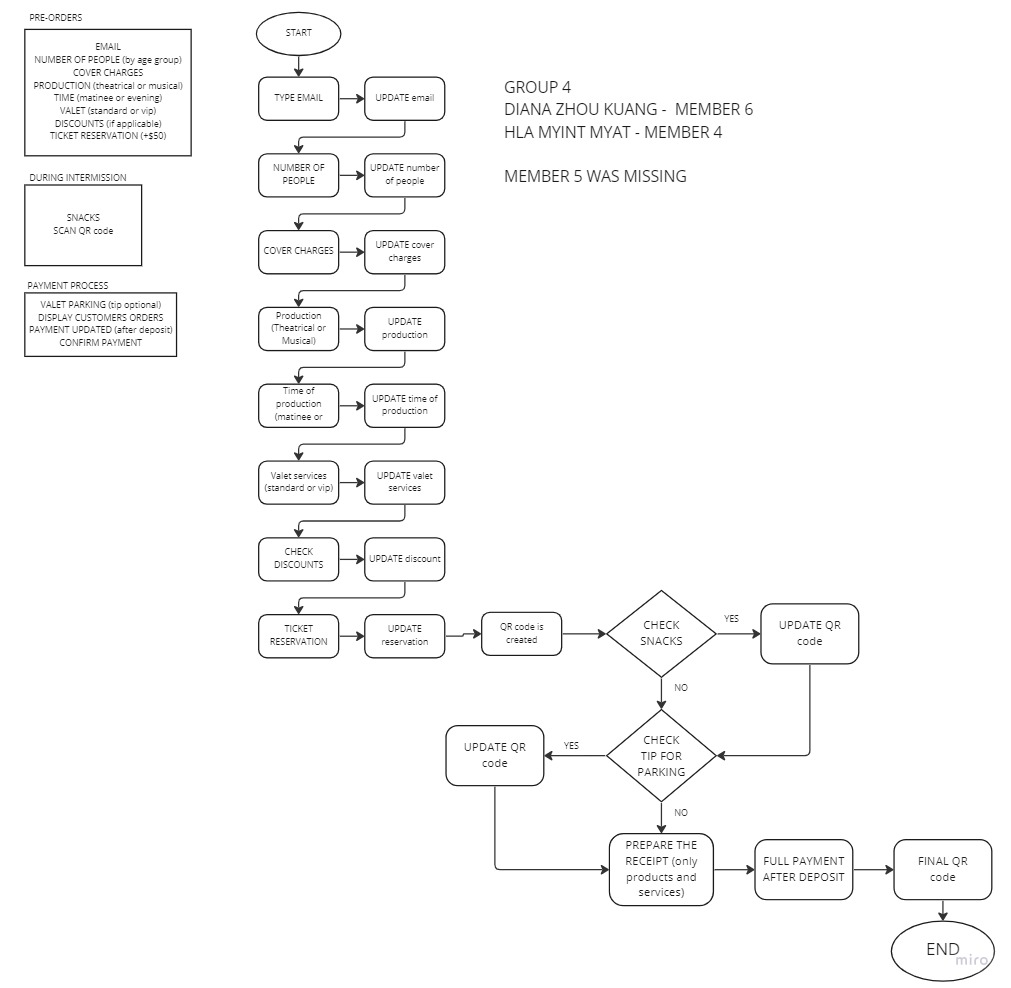 PRE-ORDERS
EMAIL
NUMBER OF PEOPLE (by age group)
COVER CHARGES
PRODUCTION (theatrical or musical)
TIME (matinee or evening)
VALET (standard or vip)
DISCOUNTS (if applicable)
TICKET RESERVATION (+$50)
DURING INTERMISSION
SNACKS
SCAN QR code
PAYMENT PROCESS
VALET PARKING (tip optional)
DISPLAY CUSTOMERS ORDERS
PAYMENT UPDATED (after deposit)
CONFIRM PAYMENT
GROUP 4
DIANA ZHOU KUANG - MEMBER 6
HLA MYINT MYAT - MEMBER 4
MEMBER 5 WAS MISSING
START
TYPE EMAIL
UPDATE email
NUMBER OF
PEOPLE
UPDATE number
of people
COVER CHARGES
UPDATE cover
charges
Production
(Theatrical or
Musical)
UPDATE
production
Time of
production
(matinee or
UPDATE time of
production
Valet services
(standard or vip)
UPDATE valet
services
CHECK
DISCOUNTS
UPDATE discount
TICKET
RESERVATION
UPDATE
reservation
QR code is
created
CHECK
SNACKS
YES
UPDATE QR
code
NO
CHECK
TIP FOR
PARKING
YES
UPDATE QR
code
NO
PREPARE THE
RECEIPT (only
products and
services)
FULL PAYMENT
AFTER DEPOSIT
FINAL QR
code
END
miro